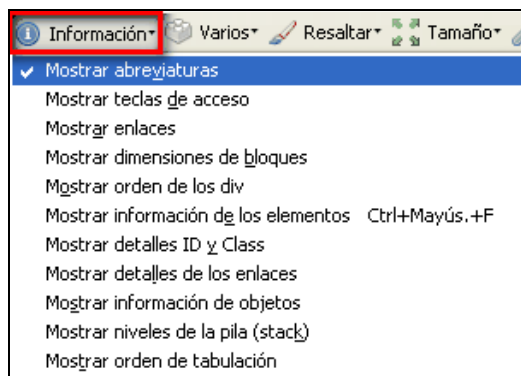 Información Varios Resaltar Tamaño
Mostrar abreviaturas
Mostrar teclas de acceso
Mostrar enlaces
Mostrar dimensiones de bloques
Mostrar orden de los div
Mostrar información de los elementos Ctrl+Mayús.+F
Mostrar detalles ID y Class
Mostrar detalles de los enlaces
Mostrar información de objetos
Mostrar niveles de la pila (stack)
Mostrar orden de tabulación